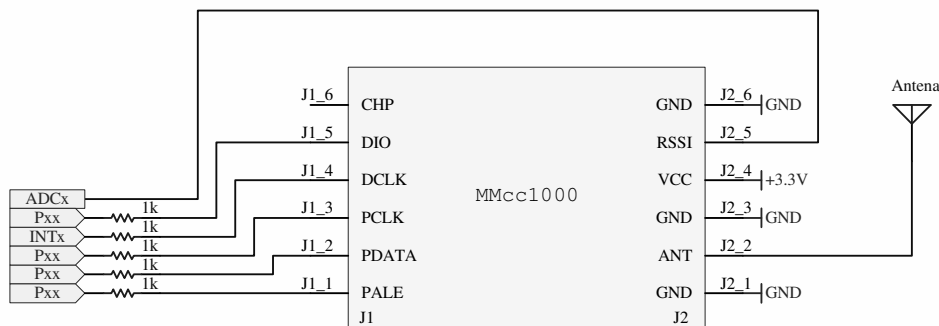 J1_6 CHP GND J2_6 GND Antena
J1_5 DIO RSSI J2_5
J1_4 DCLK VCC J2_4 +3.3V
MMcc1000
ADCx
Pxx 1k J1_3 PCLK GND J2_3 GND
INTx 1k
Pxx 1k J1_2 PDATA ANT J2_2
Pxx 1k
Pxx 1k J1_1 PALE GND J2_1 GND
J1 J2